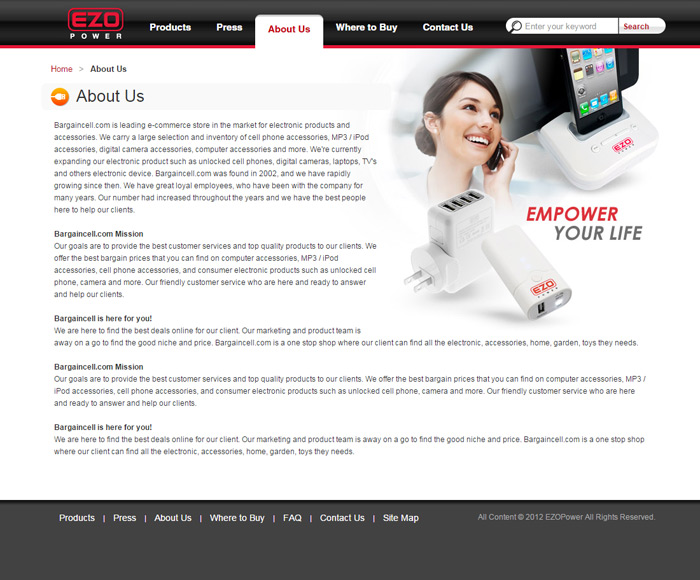 EZO
POWER
Products
Press
About Us
Where to Buy
Contact Us
Enter your keyword
Search
Home > About Us
About Us
Bargaincell.com is leading e-commerce store in the market for electronic products and
accessories. We carry a large selection and inventory of cell phone accessories, MP3 / iPod
accessories, digital camera accessories, computer accessories and more. We're currently
expanding our electronic product such as unlocked cell phones, digital cameras, laptops, TV's
and others electronic device. Bargaincell.com was found in 2002, and we have rapidly
growing since then. We have great loyal employees, who have been with the company for
many years. Our number had increased throughout the years and we have the best people
here to help our clients.
Bargaincell.com Mission
Our goals are to provide the best customer services and top quality products to our clients. We
offer the best bargain prices that you can find on computer accessories, MP3 / iPod
accessories, cell phone accessories, and consumer electronic products such as unlocked cell
phone, camera and more. Our friendly customer service who are here and ready to answer
and help our clients.
EZO
EMPOWER
YOUR LIFE
EZO
POWER
Bargaincell is here for you!
We are here to find the best deals online for our client. Our marketing and product team is
away on a go to find the good niche and price. Bargaincell.com is a one stop shop where our client can find all the electronic, accessories, home, garden, toys they needs.
Bargaincell.com Mission
Our goals are to provide the best customer services and top quality products to our clients. We offer the best bargain prices that you can find on computer accessories, MP3 /
iPod accessories, cell phone accessories, and consumer electronic products such as unlocked cell phone, camera and more. Our friendly customer service who are here
and ready to answer and help our clients.
Bargaincell is here for you!
We are here to find the best deals online for our client. Our marketing and product team is away on a go to find the good niche and price. Bargaincell.com is a one stop shop
where our client can find all the electronic, accessories, home, garden, toys they needs.
Products | Press | About Us | Where to Buy | FAQ | Contact Us | Site Map
All Content © 2012 EZOPower All Rights Reserved.